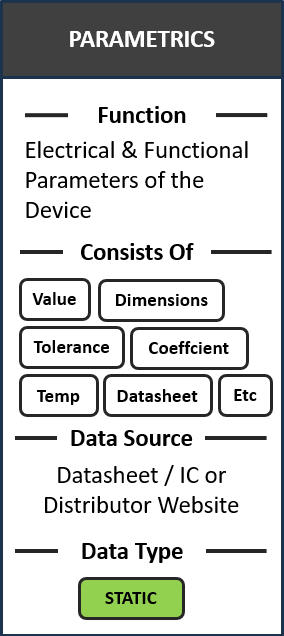 PARAMETRICS
Function
Electrical & Functional
Parameters of the
Device
Consists Of
Value Dimensions
Tolerance Coeffcient
Temp Datasheet Etc
Data Source
Datasheet / IC or
Distributor Website
Data Type
STATIC